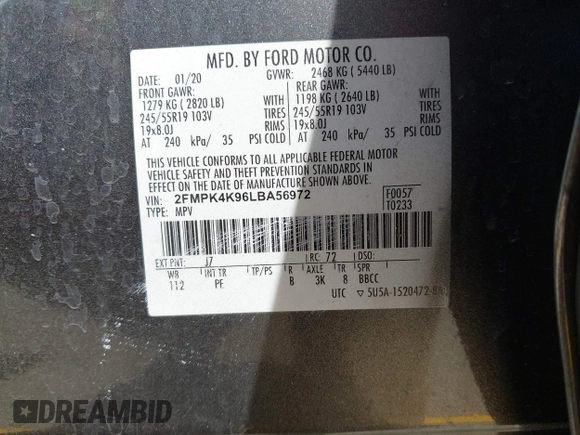 MFD. BY FORD MOTOR CO.
DATE: 01/20 GVWR: 2468 KG ( 5440 LB)
FRONT GAWR: REAR GAWR:
1279 KG ( 2820 LB) WITH 1198 KG ( 2640 LB) WITH
245/55R19 103V TIRES 245/55R19 103V TIRES
19x8.0J RIMS 19x8.0J RIMS
AT 240 kPa/ 35 PSI COLD AT 240 kPa/ 35 PSI COLD
THIS VEHICLE CONFORMS TO ALL APPLICABLE FEDERAL MOTOR
VEHICLE SAFETY AND THEFT PREVENTION STANDARDS IN
EFFECT ON THE DATE OF MANUFACTURE SHOWN ABOVE.
VIN: 2FMPK4K96LBA56972 F0057
TYPE: MPV T0233
EXT PNT: J7 RC: 72 DSO:
WB INT TR TP/PS R AXLE TR SPR
112 PE B 3K 8 BBCC
UTC ▽ 5U5A-1520472-BA
DREAMBID